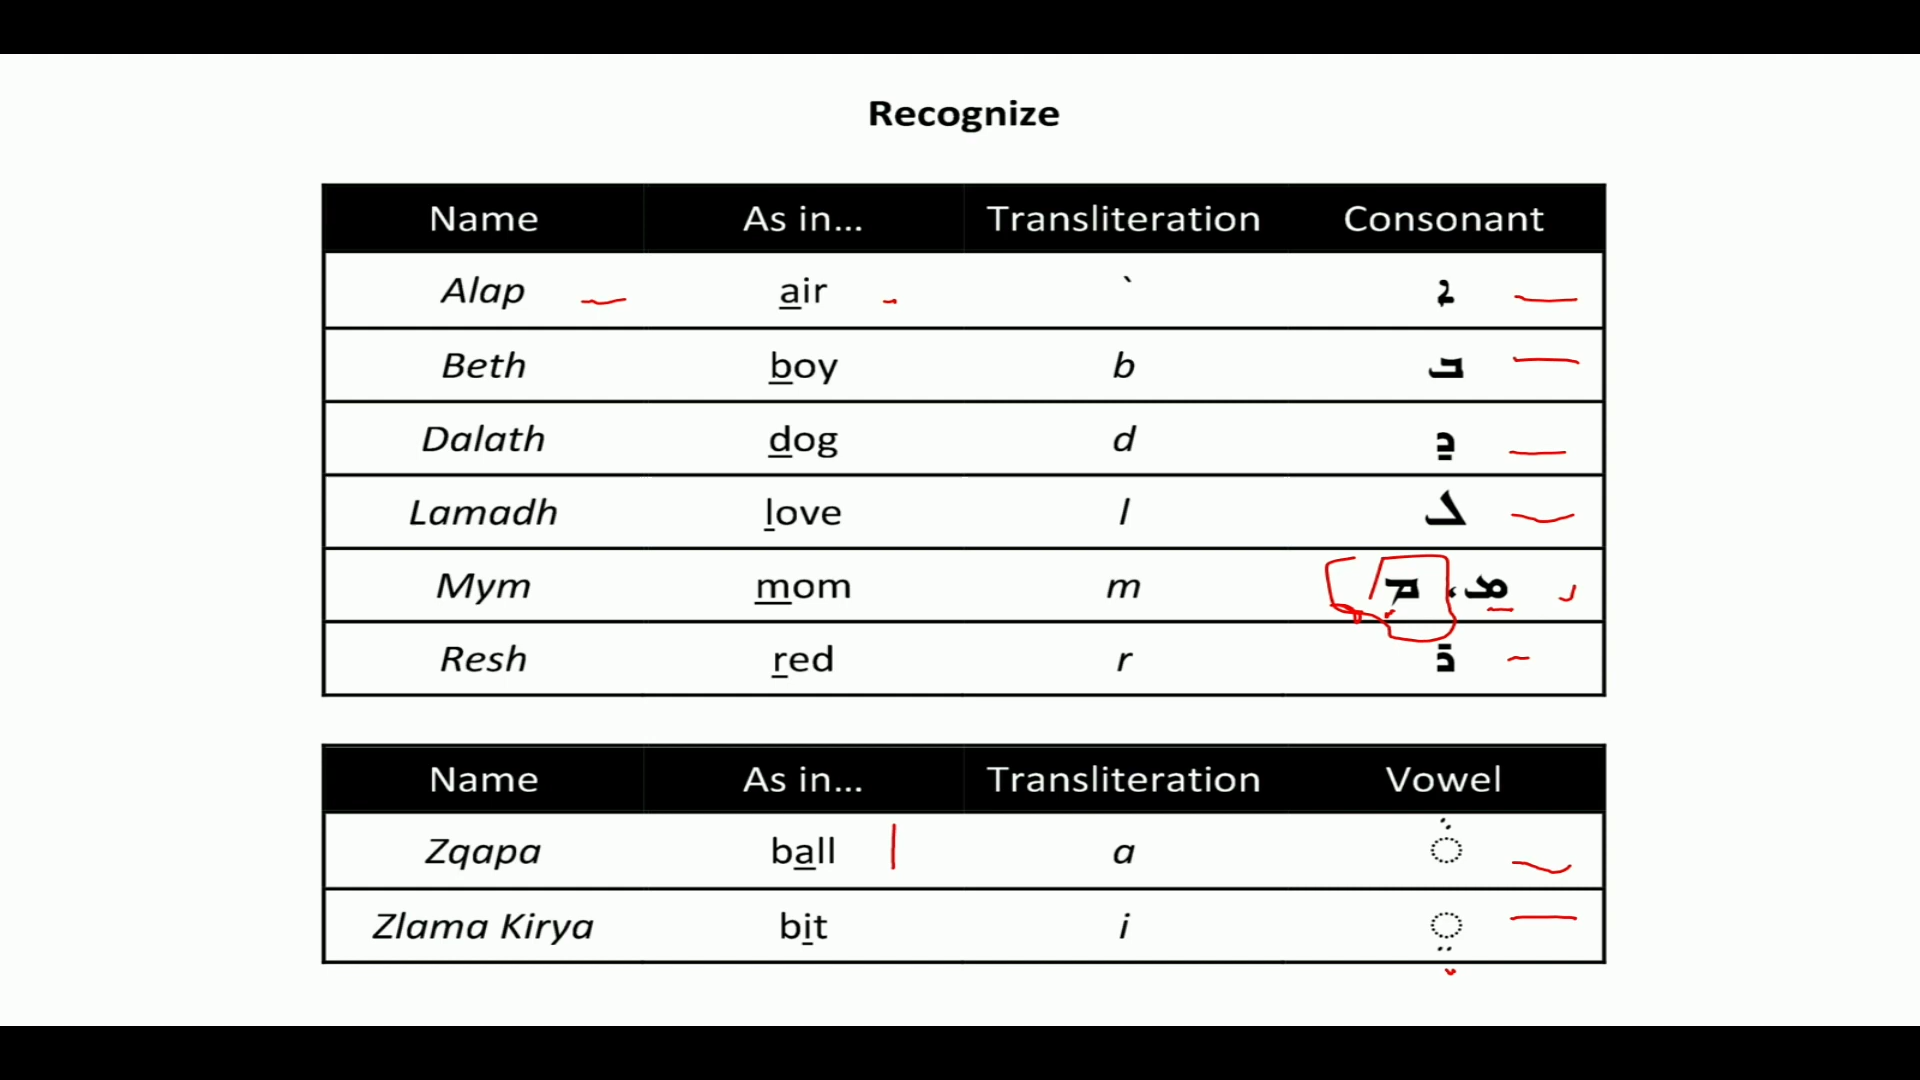 Recognize
Name As in... Transliteration Consonant
Alap air ` ܐ
Beth boy b ܒ
Dalath dog d ܕ
Lamadh love l ܠ
Mym mom m ܡـ، ܡ
Resh red r ܪ
Name As in... Transliteration Vowel
Zqapa ball a ◌ܵ
Zlama Kirya bit i ◌ܸ